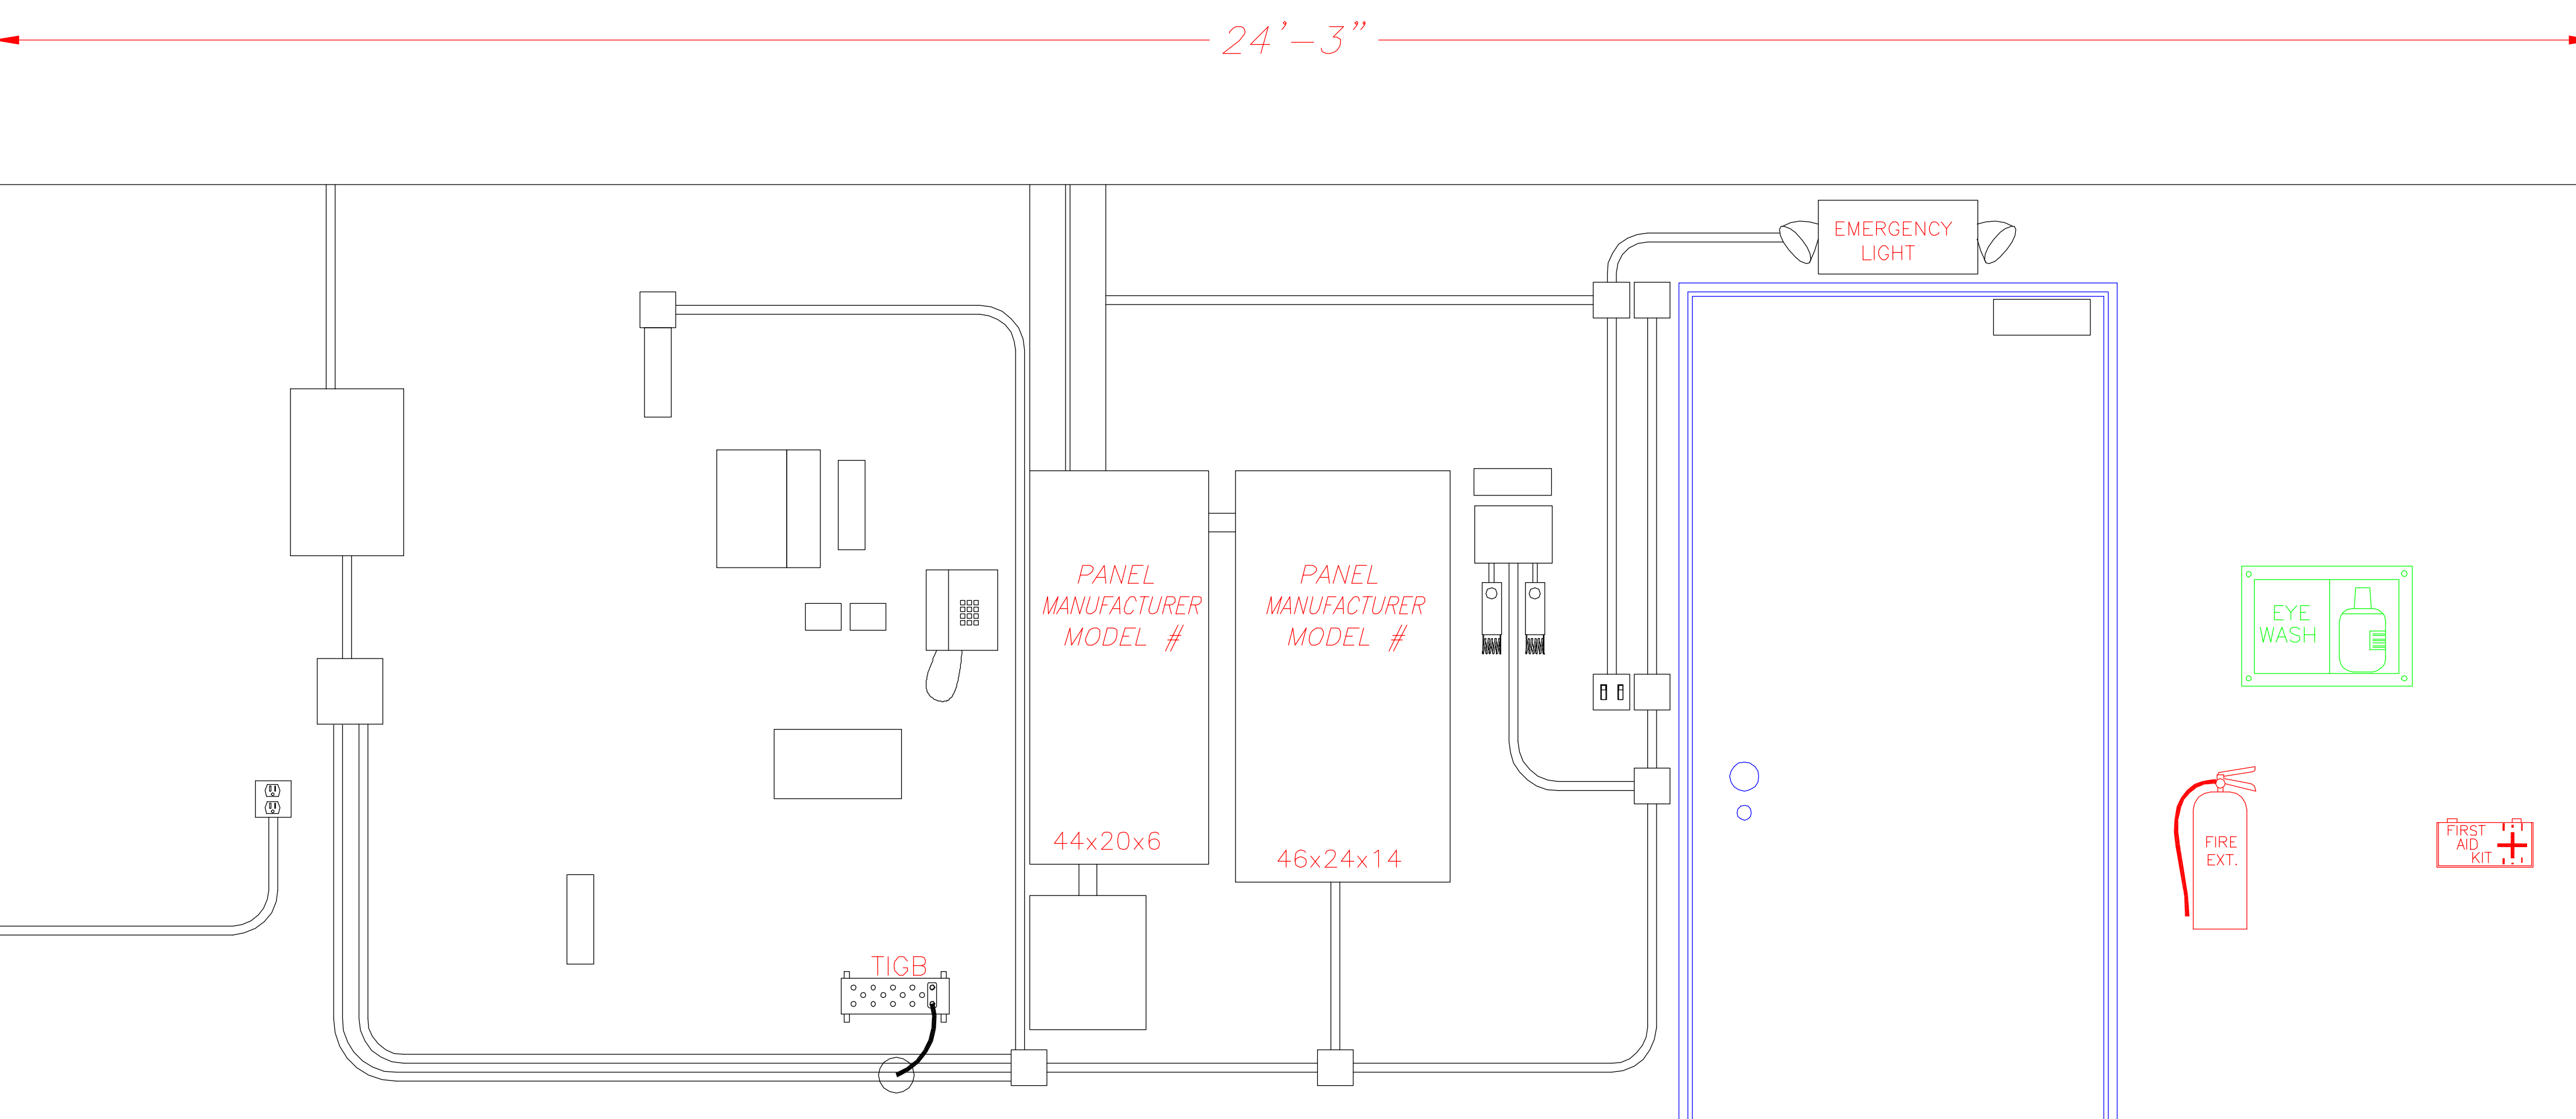 24'-3"
EMERGENCY
LIGHT
PANEL
MANUFACTURER
MODEL #
44x20x6
PANEL
MANUFACTURER
MODEL #
46x24x14
EYE
WASH
FIRE
EXT.
FIRST
AID
KIT
TIGB